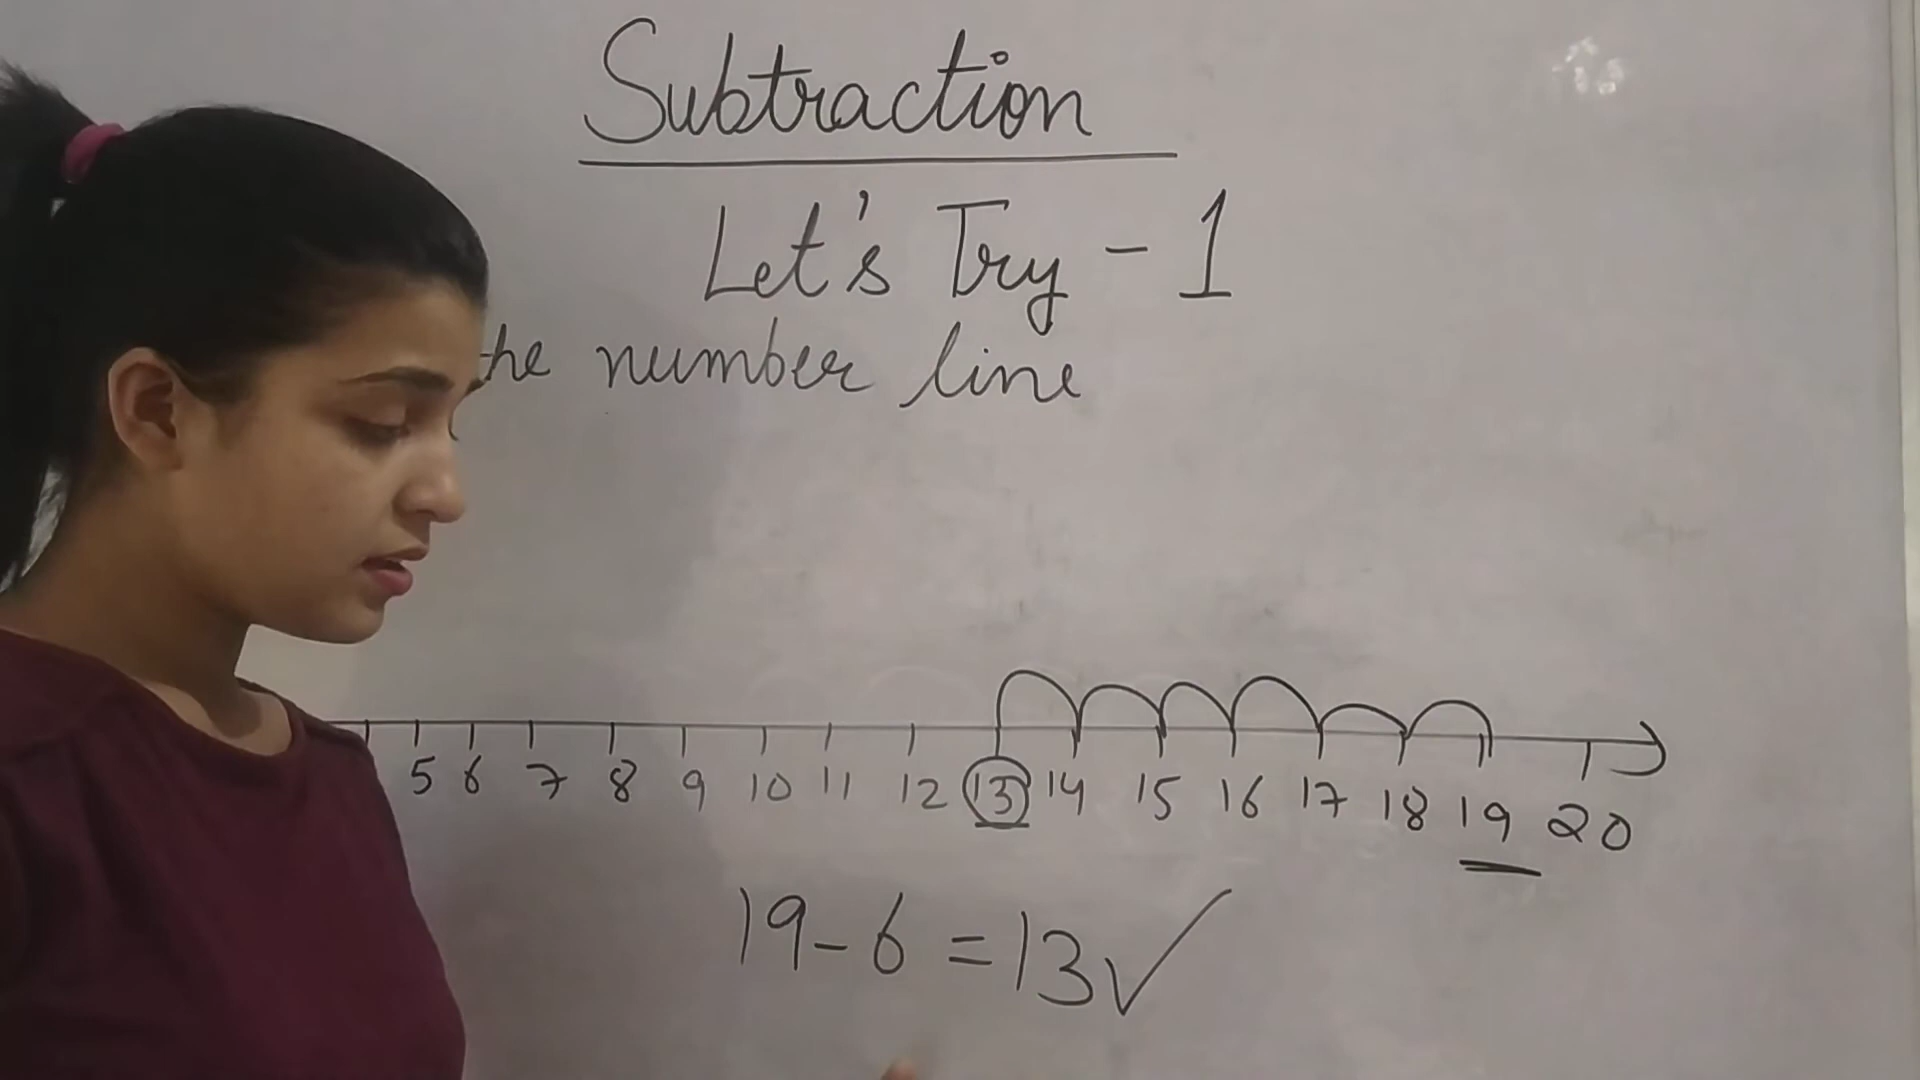 Subtraction
Let's Try - 1
the number line
5 6 7 8 9 10 11 12 13 14 15 16 17 18 19 20
19 - 6 = 13 ✓